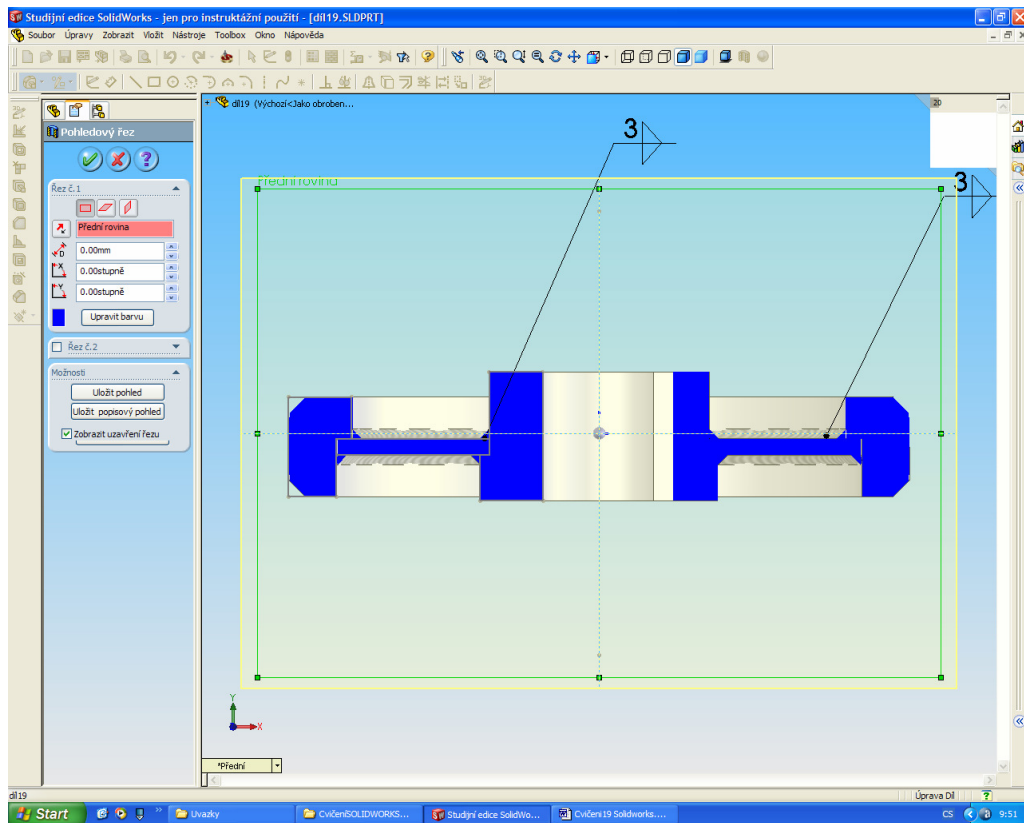 Studijní edice SolidWorks - jen pro instruktážní použití - [díl19.SLDPRT]
Soubor Úpravy Zobrazit Vložit Nástroje Toolbox Okno Nápověda
díl19 (Výchozí<Jako obroben...
2D
Pohledový řez
Řez č.1
Přední rovina
0.00mm
0.00stupně
0.00stupně
Upravit barvu
Řez č.2
Možnosti
Uložit pohled
Uložit popisový pohled
Zobrazit uzavření řezu
Přední rovina
3
3
Y
X
*Přední
díl19
Úprava Díl
Start
Uvazky
CvičeníSOLIDWORKS...
Studijní edice SolidWo...
Cvičení19 Solidworks....
CS
9:51